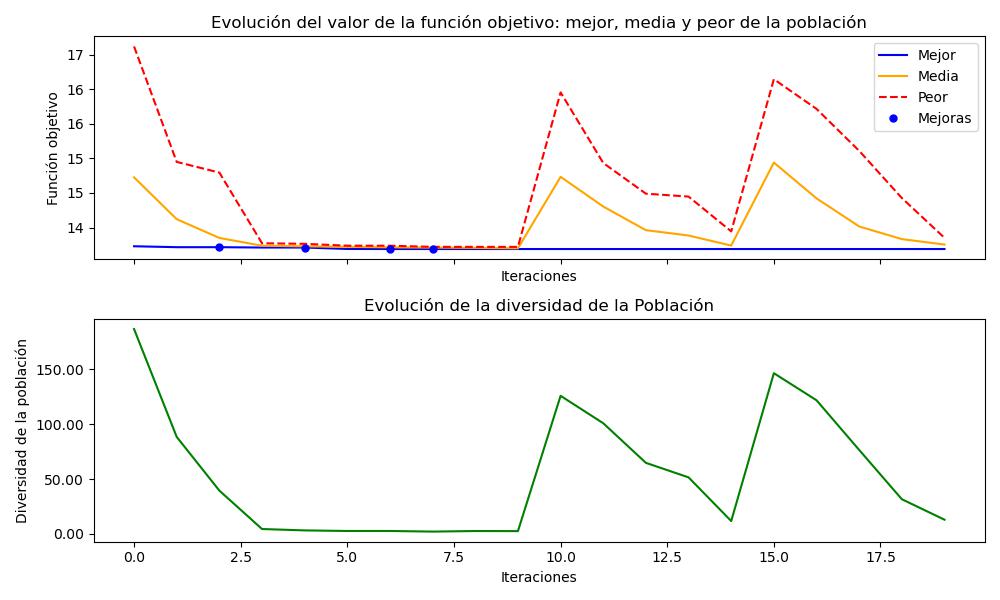 Evolución del valor de la función objetivo: mejor, media y peor de la población
Función objetivo
17
16
16
15
15
14
Mejor
Media
Peor
Mejoras
Iteraciones
Evolución de la diversidad de la Población
Diversidad de la población
150.00
100.00
50.00
0.00
0.0 2.5 5.0 7.5 10.0 12.5 15.0 17.5
Iteraciones